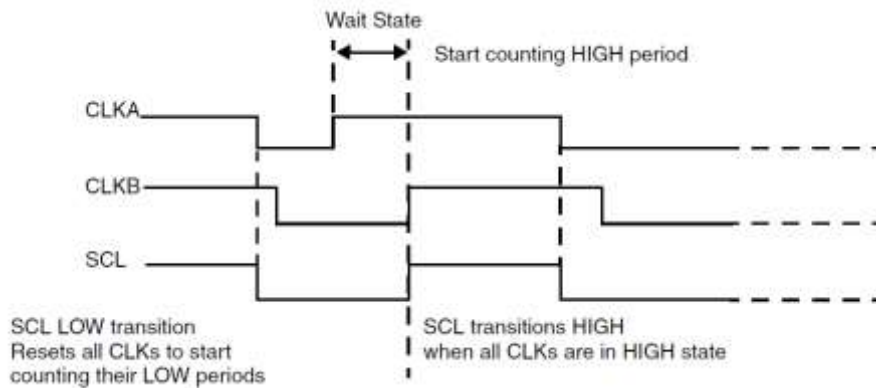 Wait State
Start counting HIGH period
CLKA
CLKB
SCL
SCL LOW transition
Resets all CLKs to start
counting their LOW periods
SCL transitions HIGH
when all CLKs are in HIGH state